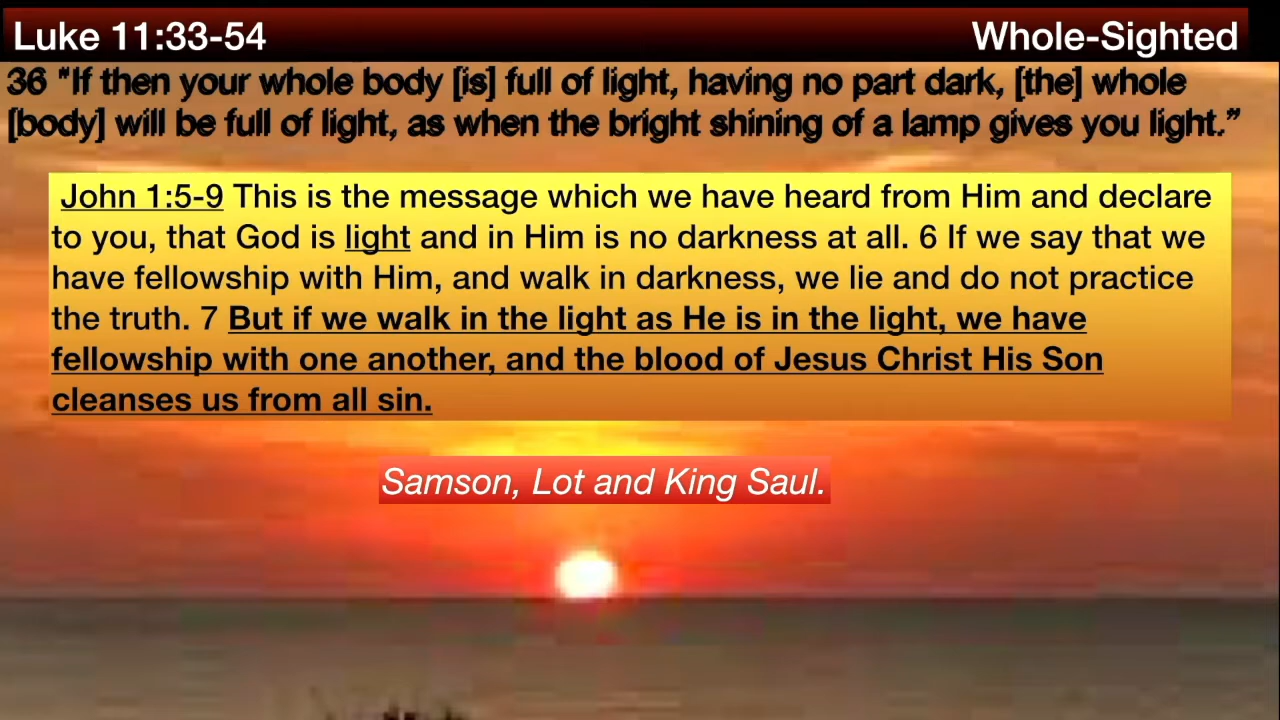 Luke 11:33-54 Whole-Sighted
36 "If then your whole body [is] full of light, having no part dark, [the] whole
[body] will be full of light, as when the bright shining of a lamp gives you light."
John 1:5-9 This is the message which we have heard from Him and declare
to you, that God is light and in Him is no darkness at all. 6 If we say that we
have fellowship with Him, and walk in darkness, we lie and do not practice
the truth. 7 But if we walk in the light as He is in the light, we have
fellowship with one another, and the blood of Jesus Christ His Son
cleanses us from all sin.
Samson, Lot and King Saul.